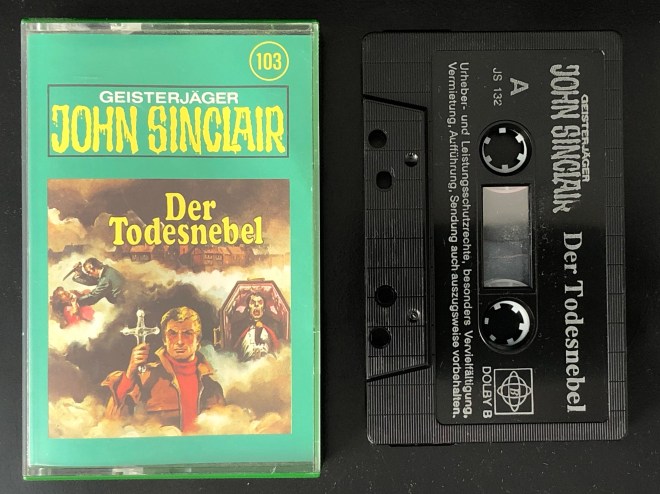 103
GEISTERJÄGER
JOHN SINCLAIR
Der
Todesnebel
GEISTERJÄGER
JOHN SINCLAIR
Der Todesnebel
A
JS 132
DOLBY B
Urheber- und Leistungsschutzrechte, besonders Vervielfältigung,
Vermietung, Aufführung, Sendung auch auszugsweise vorbehalten.